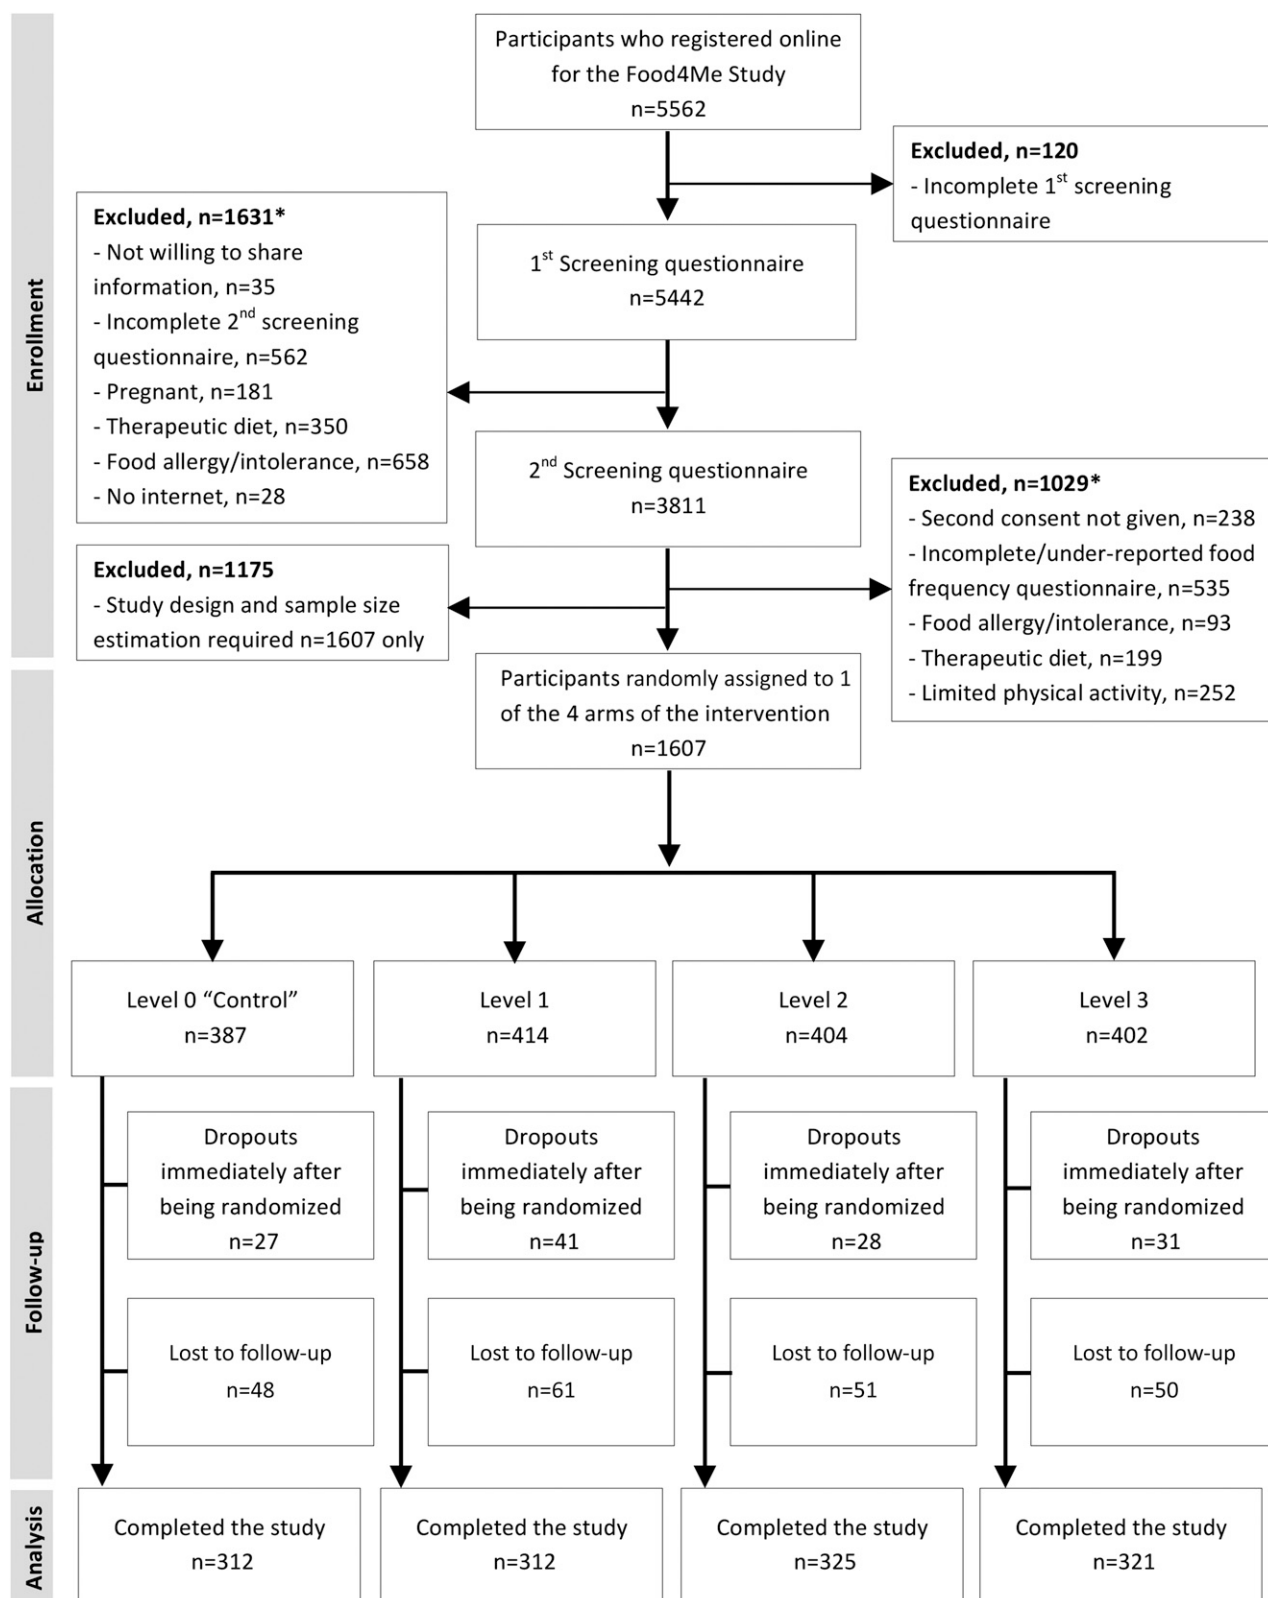 Enrollment
Participants who registered online
for the Food4Me Study
n=5562
Excluded, n=120
- Incomplete 1st screening
questionnaire
Excluded, n=1631*
- Not willing to share
information, n=35
- Incomplete 2nd screening
questionnaire, n=562
- Pregnant, n=181
- Therapeutic diet, n=350
- Food allergy/intolerance, n=658
- No internet, n=28
1st Screening questionnaire
n=5442
2nd Screening questionnaire
n=3811
Excluded, n=1029*
- Second consent not given, n=238
- Incomplete/under-reported food
frequency questionnaire, n=535
- Food allergy/intolerance, n=93
- Therapeutic diet, n=199
- Limited physical activity, n=252
Excluded, n=1175
- Study design and sample size
estimation required n=1607 only
Allocation
Participants randomly assigned to 1
of the 4 arms of the intervention
n=1607
Level 0 “Control”
n=387
Level 1
n=414
Level 2
n=404
Level 3
n=402
Follow-up
Dropouts
immediately after
being randomized
n=27
Dropouts
immediately after
being randomized
n=41
Dropouts
immediately after
being randomized
n=28
Dropouts
immediately after
being randomized
n=31
Lost to follow-up
n=48
Lost to follow-up
n=61
Lost to follow-up
n=51
Lost to follow-up
n=50
Analysis
Completed the study
n=312
Completed the study
n=312
Completed the study
n=325
Completed the study
n=321